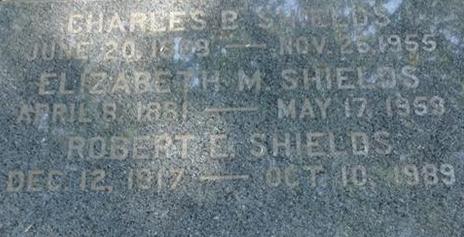 CHARLES B. SHIELDS
JUNE 20, — NOV. 26, 1955
ELIZABETH M. SHIELDS
APRIL 8, 1881 — MAY 17, 1959
ROBERT E. SHIELDS
DEC. 12, 1917 — OCT. 10, 1989